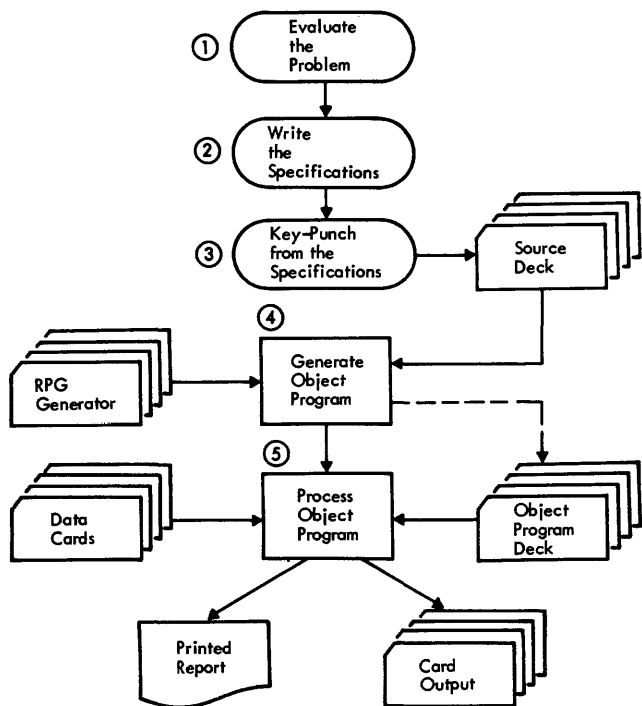 1
Evaluate
the
Problem
2
Write
the
Specifications
3
Key-Punch
from the
Specifications
Source
Deck
4
Generate
Object
Program
RPG
Generator
5
Process
Object
Program
Data
Cards
Object
Program
Deck
Printed
Report
Card
Output